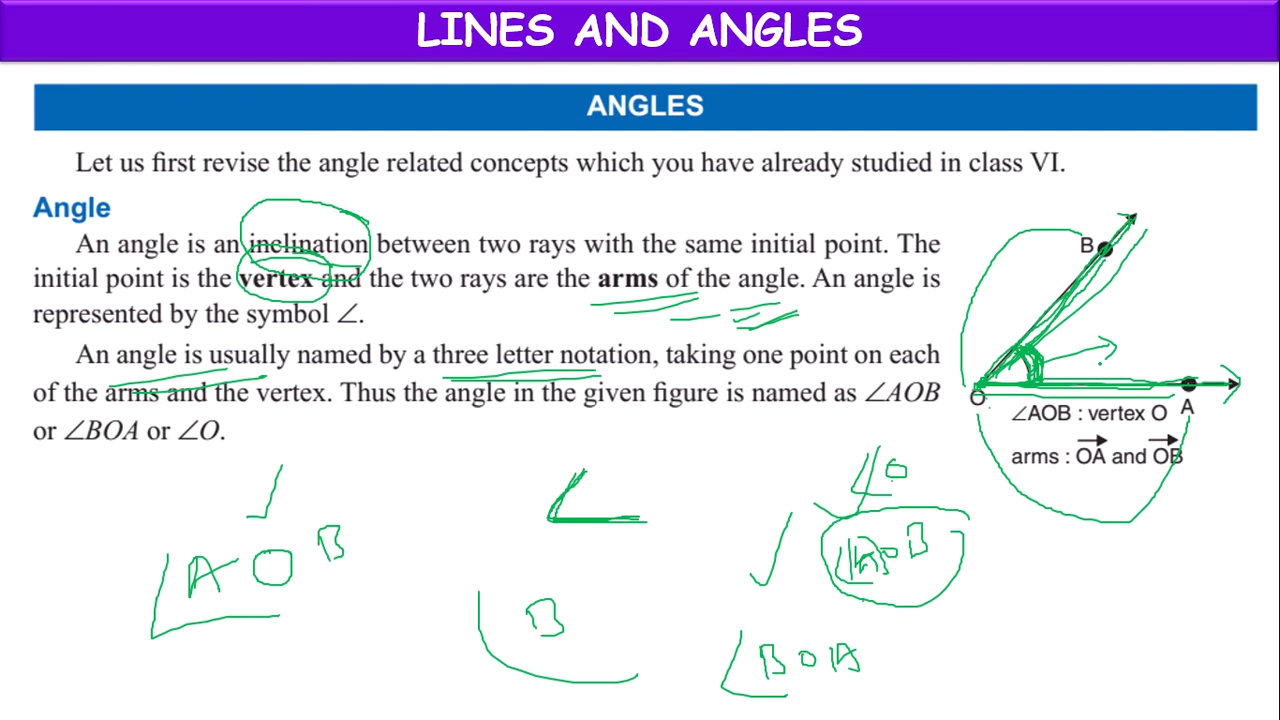 LINES AND ANGLES
ANGLES
Let us first revise the angle related concepts which you have already studied in class VI.
Angle
An angle is an inclination between two rays with the same initial point. The
initial point is the vertex and the two rays are the arms of the angle. An angle is
represented by the symbol ∠.
An angle is usually named by a three letter notation, taking one point on each
of the arms and the vertex. Thus the angle in the given figure is named as ∠AOB
or ∠BOA or ∠O.
B
O
A
∠AOB : vertex O
arms : OA and OB
∠O
∠AOB
∠AOB
B
∠BOA